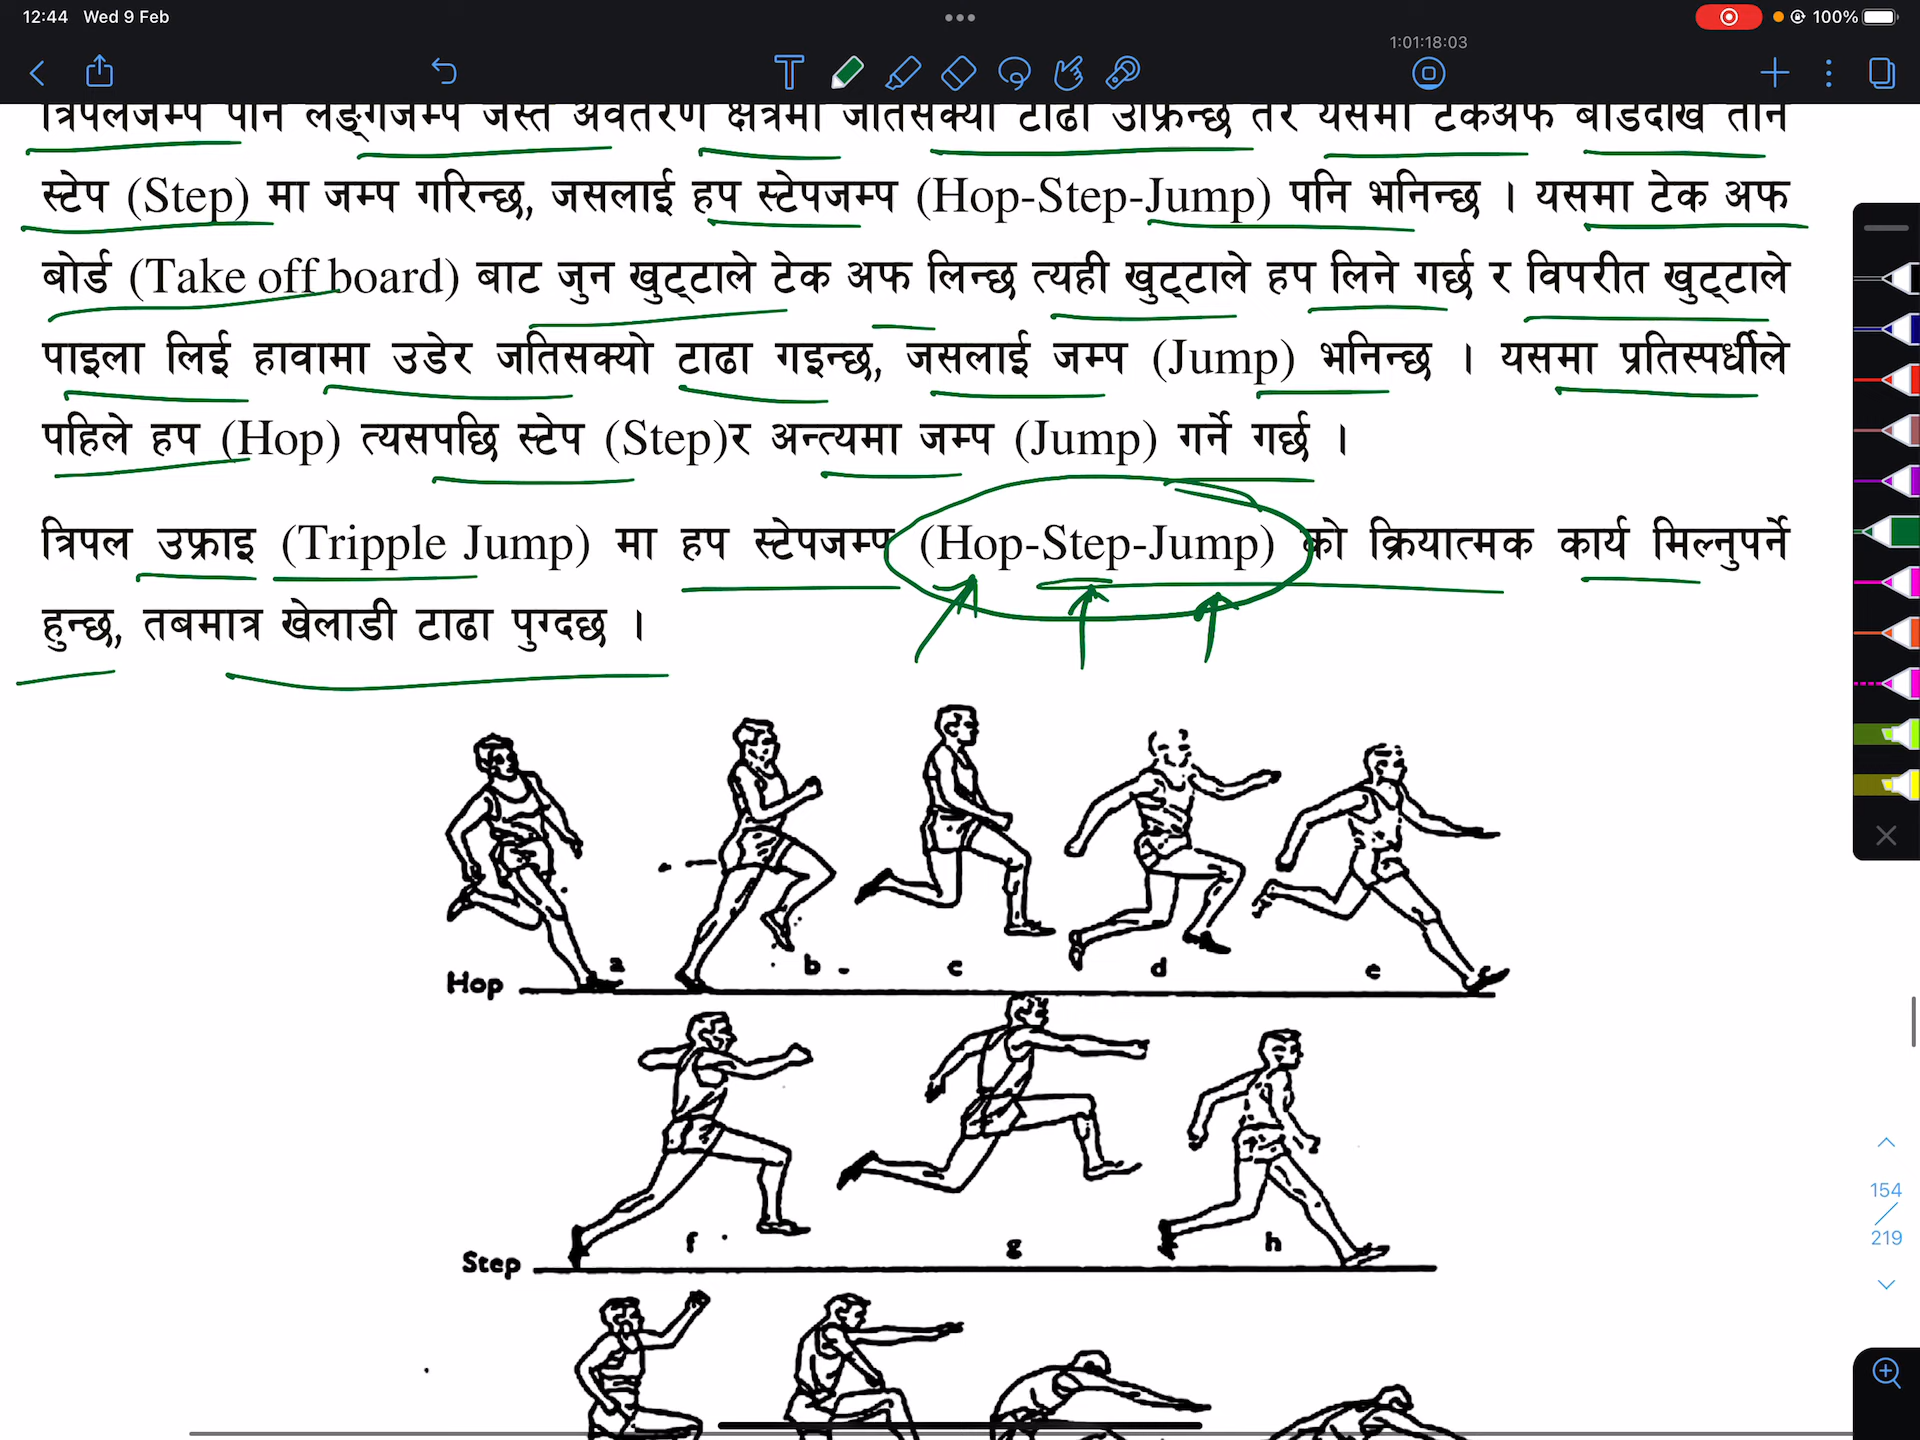 12:44 Wed 9 Feb
100%
1:01:18:03
त्रिपलजम्प पनि लङ्गजम्प जस्तै अवतरण क्षेत्रमा जतिसक्यो टाढा उफ्रिन्छ तर यसमा टेकअफ बोर्डदेखि तीन
स्टेप (Step) मा जम्प गरिन्छ, जसलाई हप स्टेपजम्प (Hop-Step-Jump) पनि भनिन्छ । यसमा टेक अफ
बोर्ड (Take off board) बाट जुन खुट्टाले टेक अफ लिन्छ त्यही खुट्टाले हप लिने गर्छ र विपरीत खुट्टाले
पाइला लिई हावामा उडेर जतिसक्यो टाढा गइन्छ, जसलाई जम्प (Jump) भनिन्छ । यसमा प्रतिस्पर्धीले
पहिले हप (Hop) त्यसपछि स्टेप (Step)र अन्त्यमा जम्प (Jump) गर्ने गर्छ ।
त्रिपल उफ्राइ (Tripple Jump) मा हप स्टेपजम्प (Hop-Step-Jump) को क्रियात्मक कार्य मिल्नुपर्ने
हुन्छ, तबमात्र खेलाडी टाढा पुग्दछ ।
Hop a b c d e
Step f g h
154
219